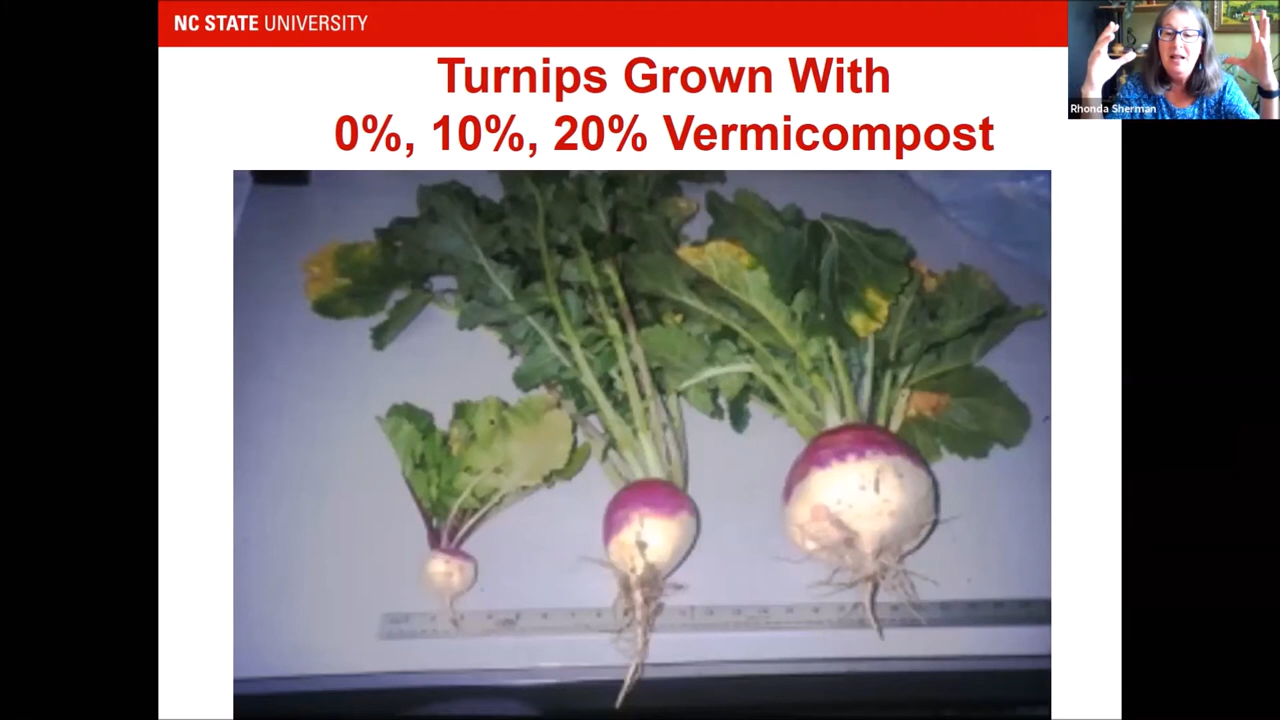 NC STATE UNIVERSITY
Rhonda Sherman
Turnips Grown With
0%, 10%, 20% Vermicompost